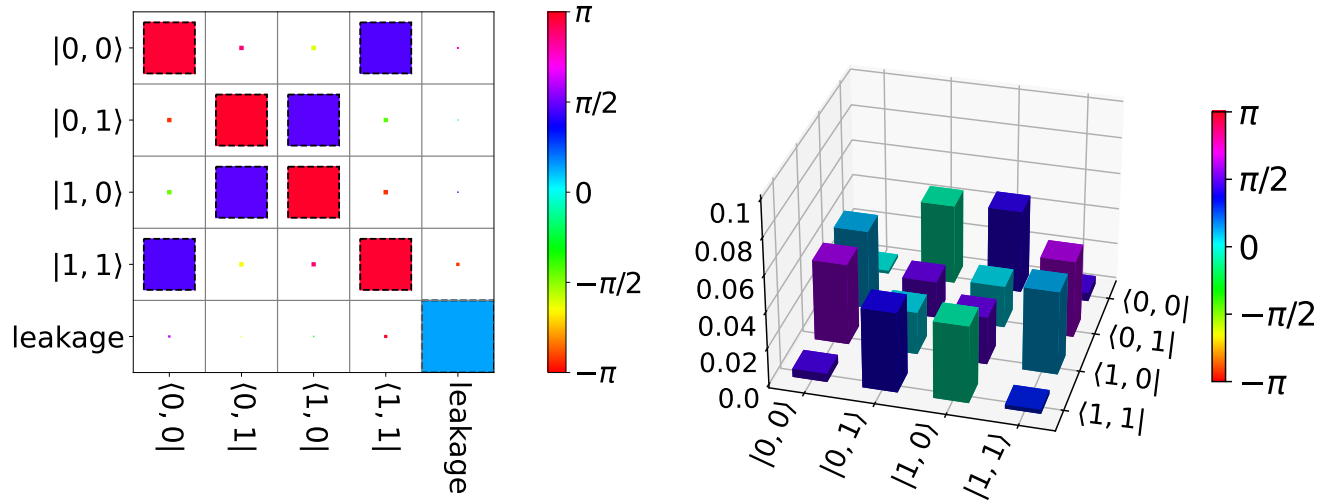 |0, 0⟩
|0, 1⟩
|1, 0⟩
|1, 1⟩
leakage
⟨0, 0|
⟨0, 1|
⟨1, 0|
⟨1, 1|
leakage
π
π/2
0
−π/2
−π
0.1
0.08
0.06
0.04
0.02
0.0
|0, 0⟩
|0, 1⟩
|1, 0⟩
|1, 1⟩
⟨0, 0|
⟨0, 1|
⟨1, 0|
⟨1, 1|
π
π/2
0
−π/2
−π